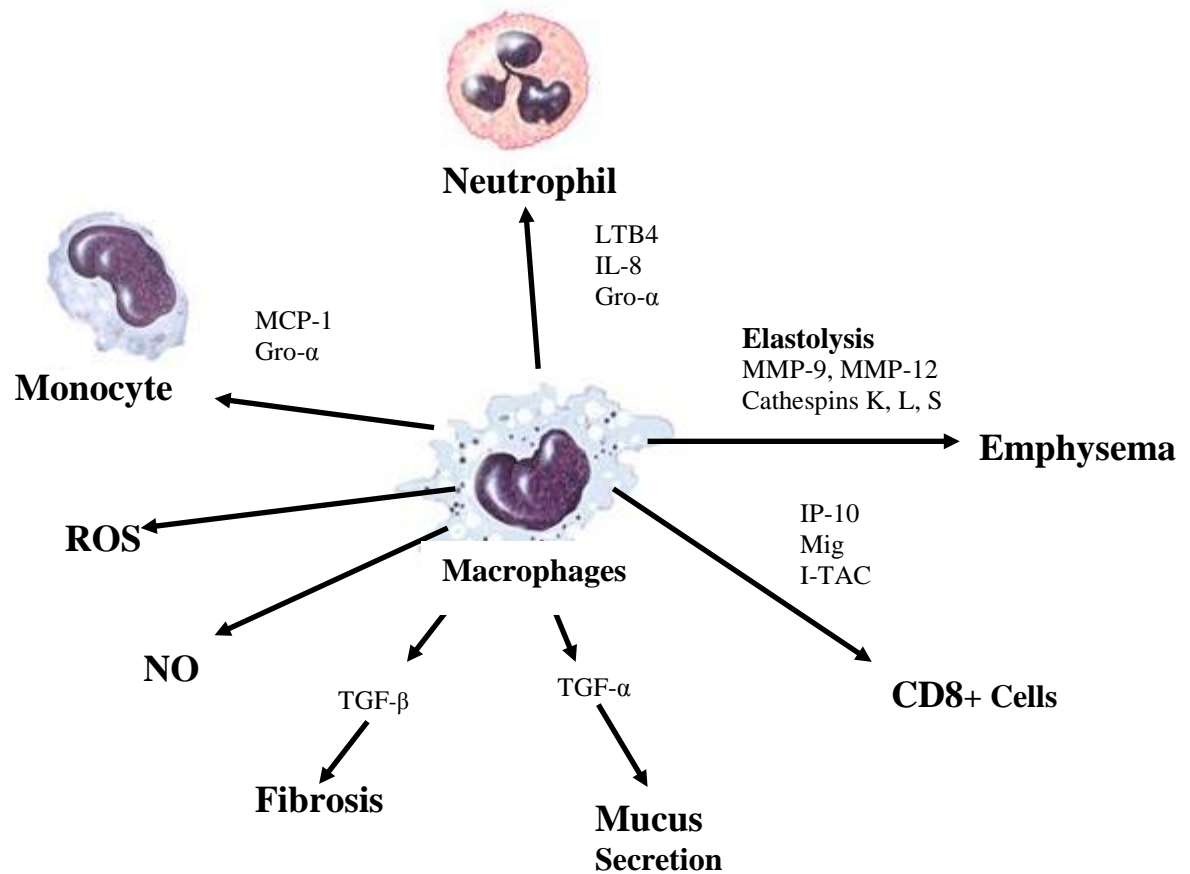 Neutrophil
LTB4
IL-8
Gro-α
MCP-1
Gro-α
Monocyte
Elastolysis
MMP-9, MMP-12
Cathespins K, L, S
Emphysema
ROS
IP-10
Mig
I-TAC
Macrophages
NO
TGF-β
TGF-α
CD8+ Cells
Fibrosis
Mucus
Secretion